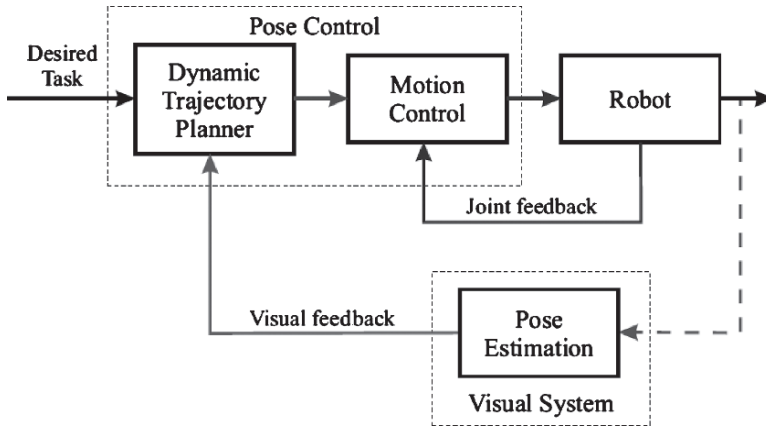 Pose Control
Desired
Task
Dynamic
Trajectory
Planner
Motion
Control
Robot
Joint feedback
Visual feedback
Pose
Estimation
Visual System